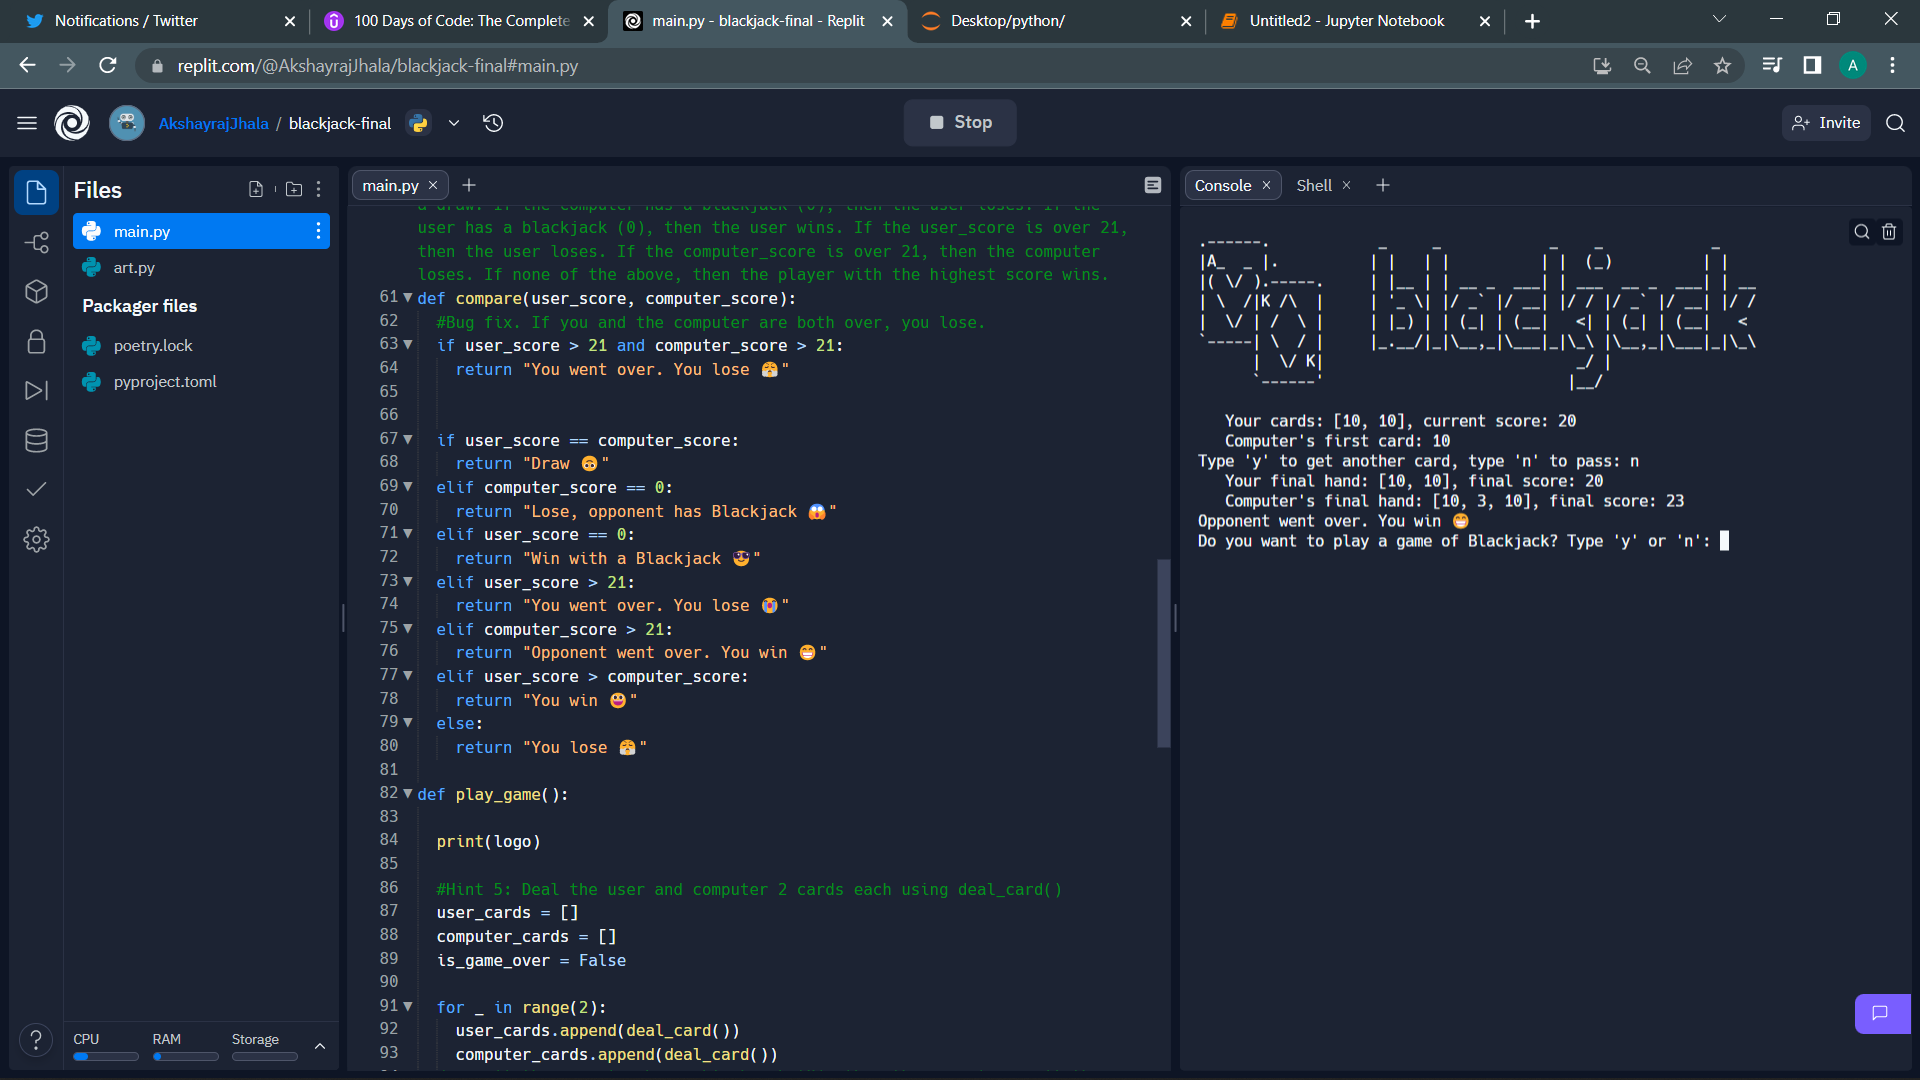 Notifications / Twitter
100 Days of Code: The Complete
main.py - blackjack-final - Replit
Desktop/python/
Untitled2 - Jupyter Notebook
replit.com/@AkshayrajJhala/blackjack-final#main.py
A
AkshayrajJhala / blackjack-final
Stop
Invite
Files
main.py
art.py
Packager files
poetry.lock
pyproject.toml
CPU
RAM
Storage
?
main.py
a draw. If the computer has a blackjack (0), then the user loses. If the
user has a blackjack (0), then the user wins. If the user_score is over 21,
then the user loses. If the computer_score is over 21, then the computer
loses. If none of the above, then the player with the highest score wins.
61 def compare(user_score, computer_score):
62 #Bug fix. If you and the computer are both over, you lose.
63 if user_score > 21 and computer_score > 21:
64 return "You went over. You lose 😤"
65
66
67 if user_score == computer_score:
68 return "Draw 🙃"
69 elif computer_score == 0:
70 return "Lose, opponent has Blackjack 😱"
71 elif user_score == 0:
72 return "Win with a Blackjack 😎"
73 elif user_score > 21:
74 return "You went over. You lose 😭"
75 elif computer_score > 21:
76 return "Opponent went over. You win 😁"
77 elif user_score > computer_score:
78 return "You win 😃"
79 else:
80 return "You lose 😤"
81
82 def play_game():
83
84 print(logo)
85
86 #Hint 5: Deal the user and computer 2 cards each using deal_card()
87 user_cards = []
88 computer_cards = []
89 is_game_over = False
90
91 for _ in range(2):
92 user_cards.append(deal_card())
93 computer_cards.append(deal_card())
Console
Shell
A K K
blackjack
Your cards: [10, 10], current score: 20
Computer's first card: 10
Type 'y' to get another card, type 'n' to pass: n
Your final hand: [10, 10], final score: 20
Computer's final hand: [10, 3, 10], final score: 23
Opponent went over. You win 😁
Do you want to play a game of Blackjack? Type 'y' or 'n':